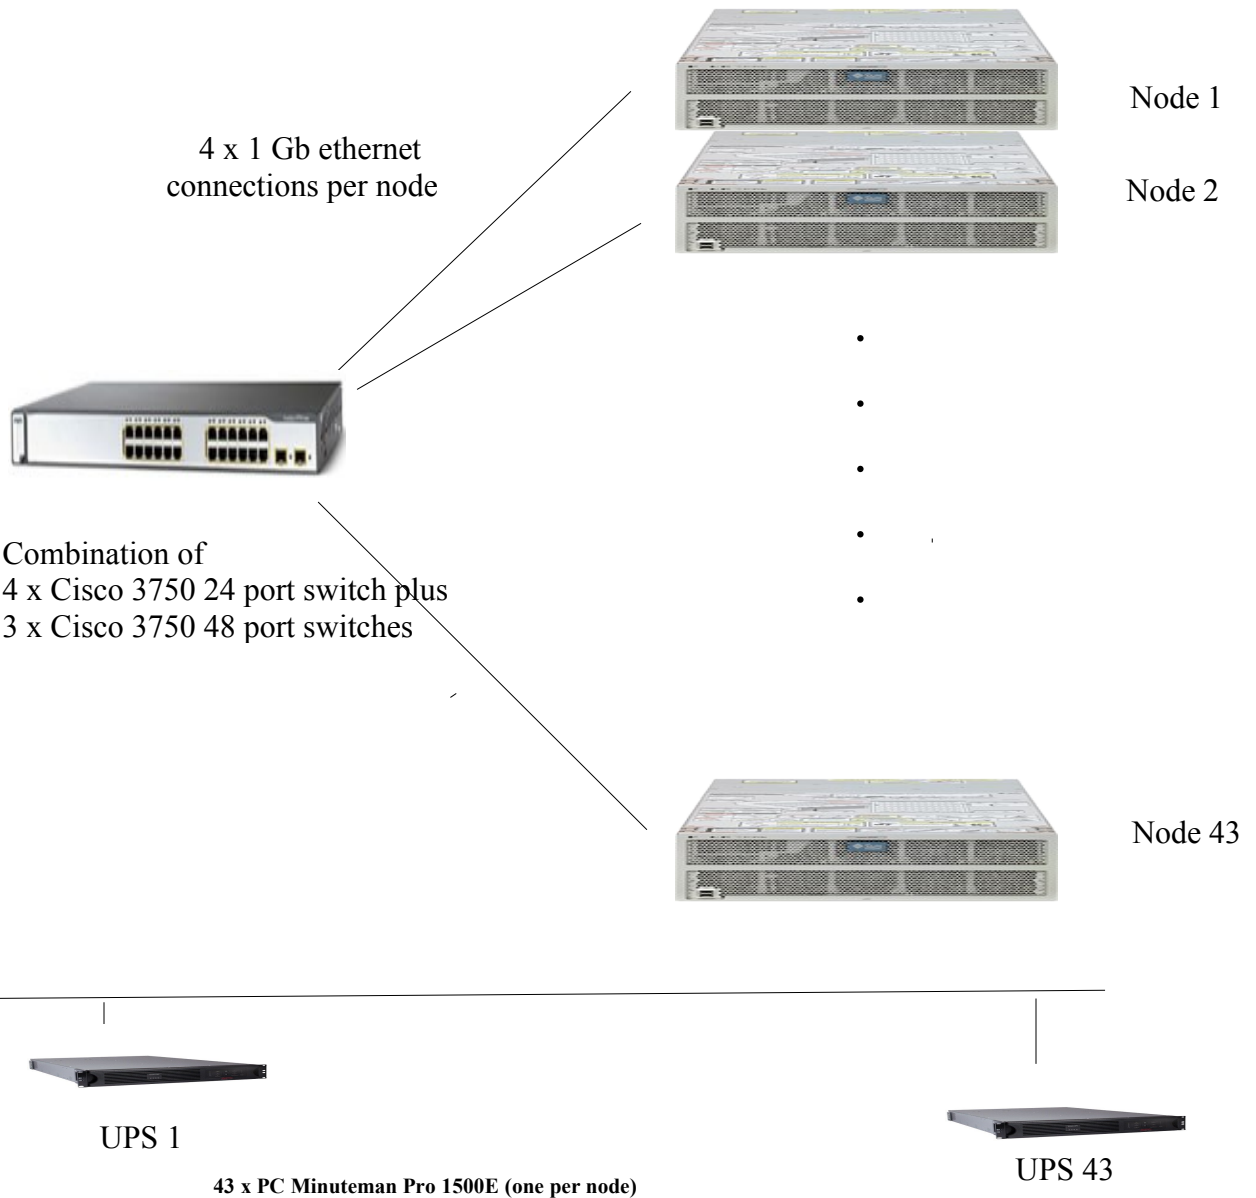 Node 1
4 x 1 Gb ethernet
connections per node
Node 2
Combination of
4 x Cisco 3750 24 port switch plus
3 x Cisco 3750 48 port switches
Node 43
UPS 1
UPS 43
43 x PC Minuteman Pro 1500E (one per node)